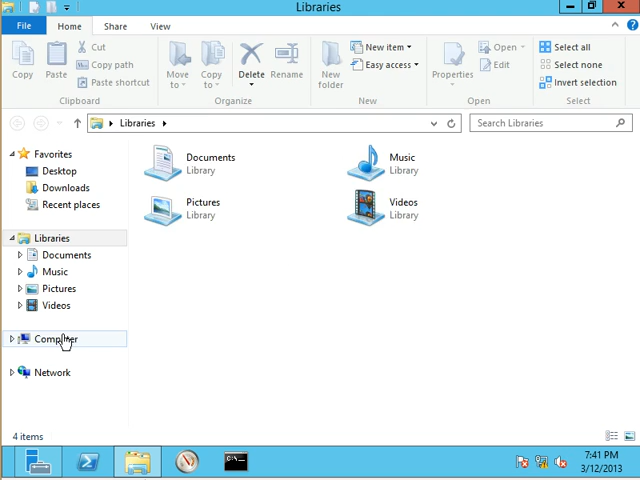 Libraries
File Home Share View
Copy Paste Cut Copy path Paste shortcut
Move to Copy to Delete Rename
New folder New item Easy access
Properties Open Edit
Select all Select none Invert selection
Clipboard Organize New Open Select
Libraries Search Libraries
Favorites
Desktop
Downloads
Recent places
Libraries
Documents
Music
Pictures
Videos
Computer
Network
Documents
Library
Music
Library
Pictures
Library
Videos
Library
4 items
C:\
7:41 PM
3/12/2013